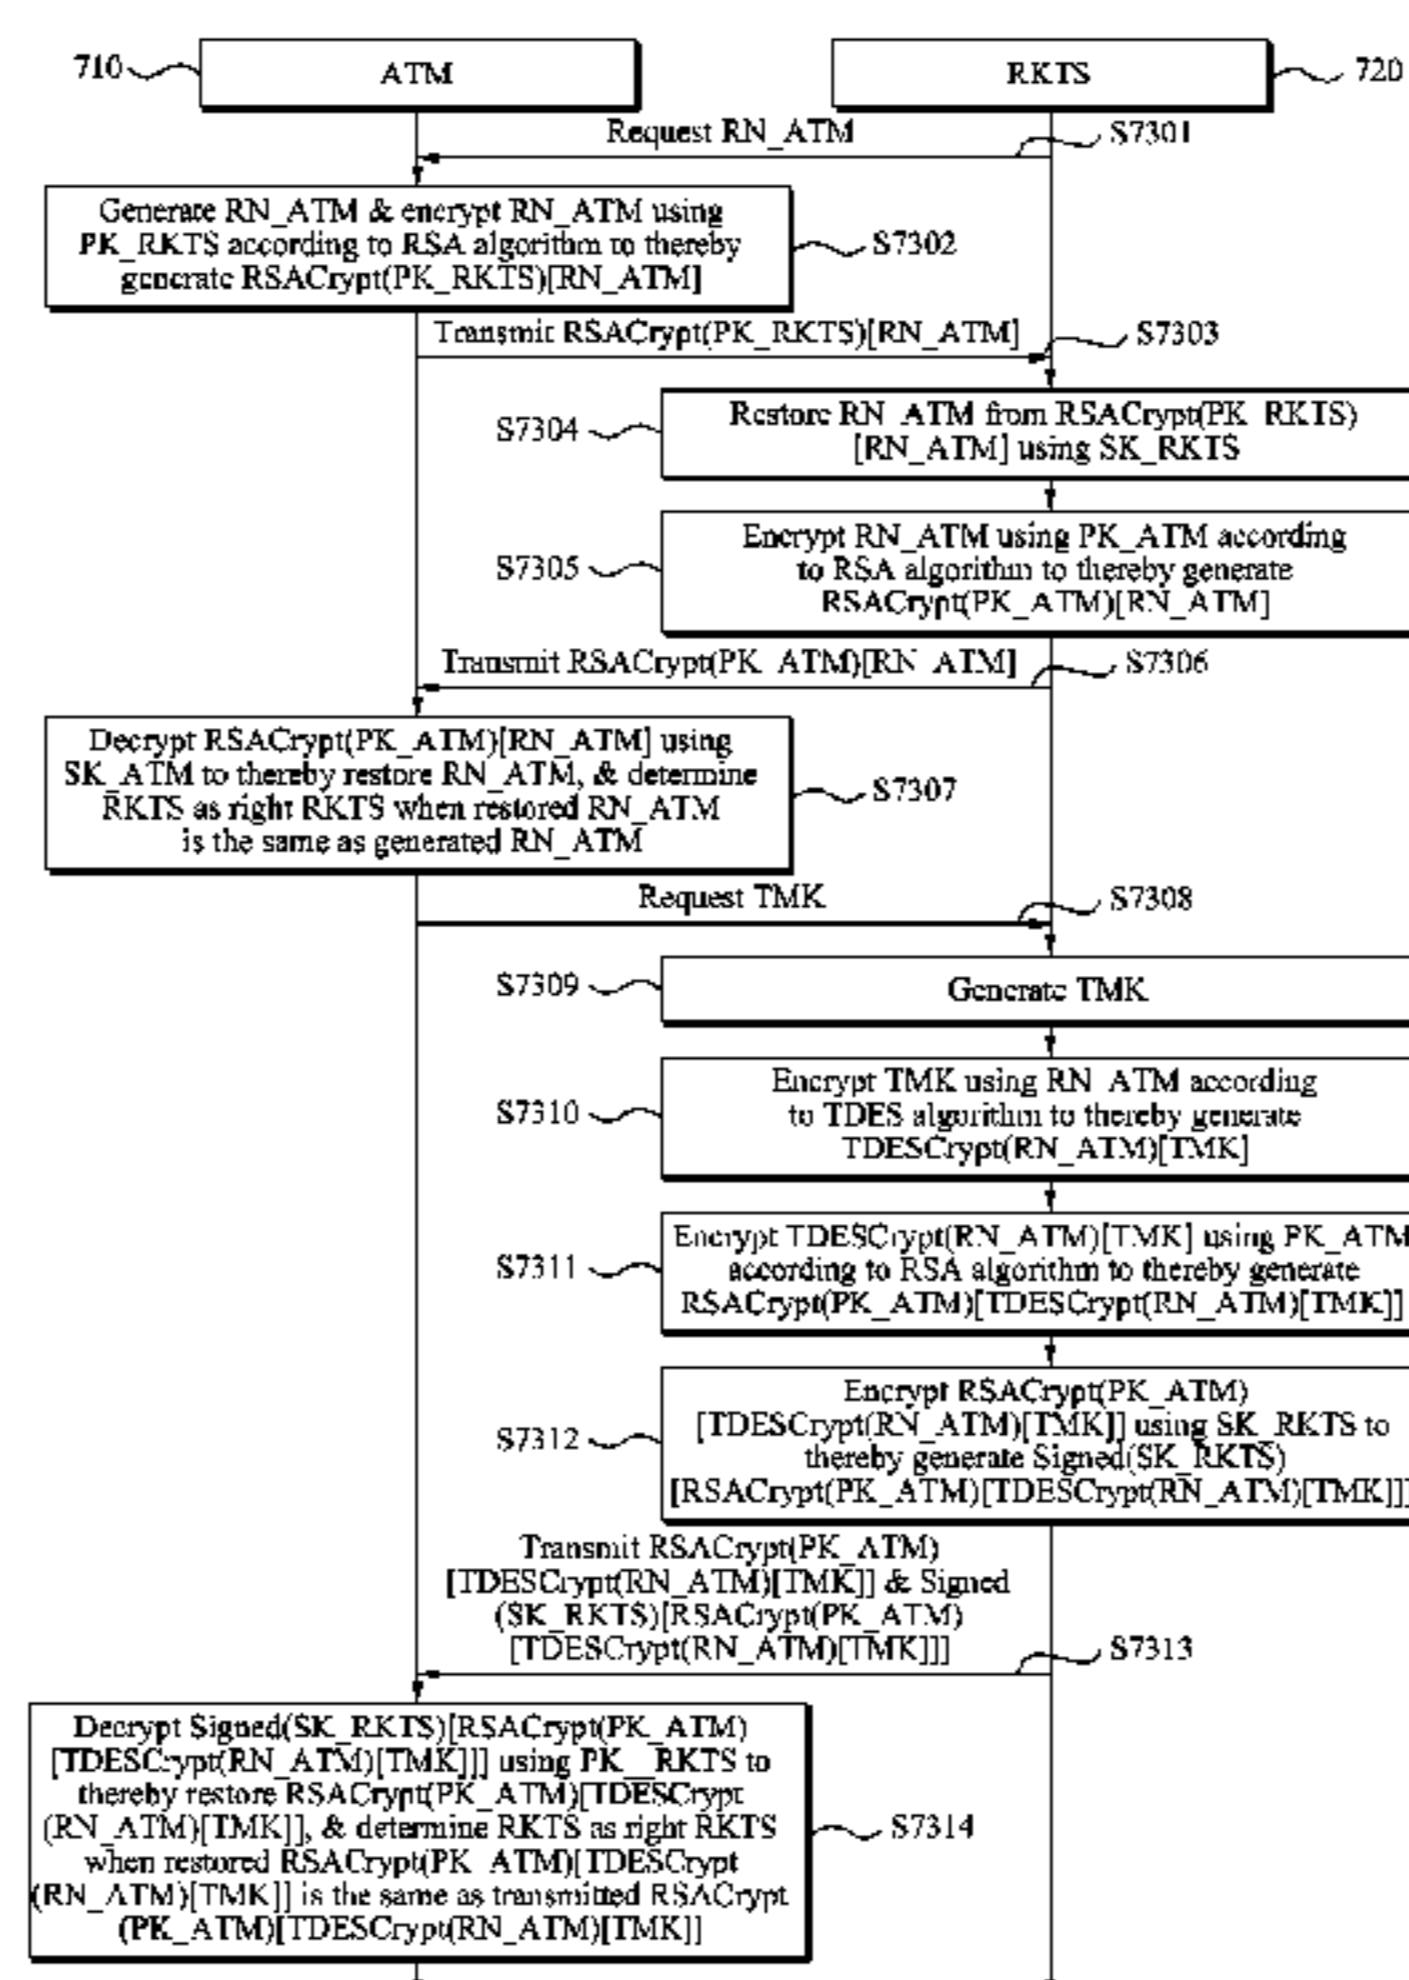 710
ATM
RKTS
720
Request RN_ATM
S7301
Generate RN_ATM & encrypt RN_ATM using
PK_RKTS according to RSA algorithm to thereby
generate RSACrypt(PK_RKTS)[RN_ATM]
S7302
Transmit RSACrypt(PK_RKTS)[RN_ATM]
S7303
S7304
Restore RN_ATM from RSACrypt(PK_RKTS)
[RN_ATM] using SK_RKTS
S7305
Encrypt RN_ATM using PK_ATM according
to RSA algorithm to thereby generate
RSACrypt(PK_ATM)[RN_ATM]
Transmit RSACrypt(PK_ATM)[RN_ATM]
S7306
Decrypt RSACrypt(PK_ATM)[RN_ATM] using
SK_ATM to thereby restore RN_ATM, & determine
RKTS as right RKTS when restored RN_ATM
is the same as generated RN_ATM
S7307
Request TMK
S7308
S7309
Generate TMK
S7310
Encrypt TMK using RN_ATM according
to TDES algorithm to thereby generate
TDESCrypt(RN_ATM)[TMK]
S7311
Encrypt TDESCrypt(RN_ATM)[TMK] using PK_ATM
according to RSA algorithm to thereby generate
RSACrypt(PK_ATM)[TDESCrypt(RN_ATM)[TMK]]
S7312
Encrypt RSACrypt(PK_ATM)
[TDESCrypt(RN_ATM)[TMK]] using SK_RKTS to
thereby generate Signed(SK_RKTS)
[RSACrypt(PK_ATM)[TDESCrypt(RN_ATM)[TMK]]]
Transmit RSACrypt(PK_ATM)
[TDESCrypt(RN_ATM)[TMK]] & Signed
(SK_RKTS)[RSACrypt(PK_ATM)
[TDESCrypt(RN_ATM)[TMK]]]
S7313
Decrypt Signed(SK_RKTS)[RSACrypt(PK_ATM)
[TDESCrypt(RN_ATM)[TMK]]] using PK__RKTS to
thereby restore RSACrypt(PK_ATM)[TDESCrypt
(RN_ATM)[TMK]], & determine RKTS as right RKTS
when restored RSACrypt(PK_ATM)[TDESCrypt
(RN_ATM)[TMK]] is the same as transmitted RSACrypt
(PK_ATM)[TDESCrypt(RN_ATM)[TMK]]
S7314